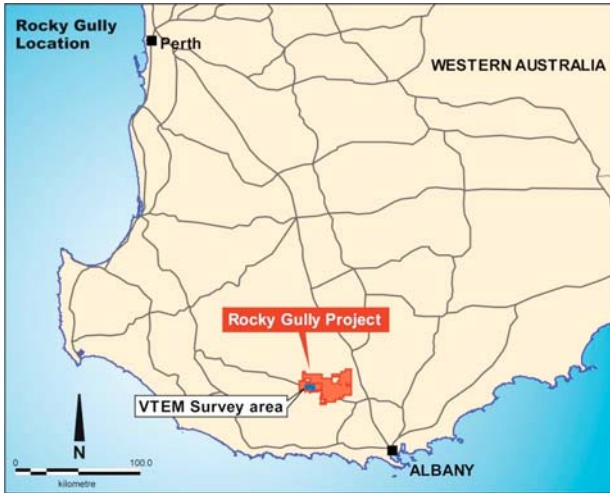 Rocky Gully
Location
Perth
WESTERN AUSTRALIA
Rocky Gully Project
VTEM Survey area
N
0 100.0
kilometre
ALBANY